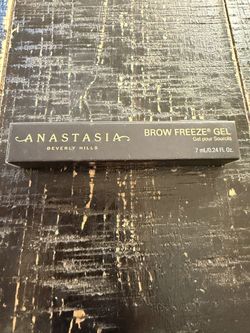 ANASTASIA
BEVERLY HILLS
BROW FREEZE® GEL
Gel pour Sourcils
7 mL/0.24 Fl. Oz.